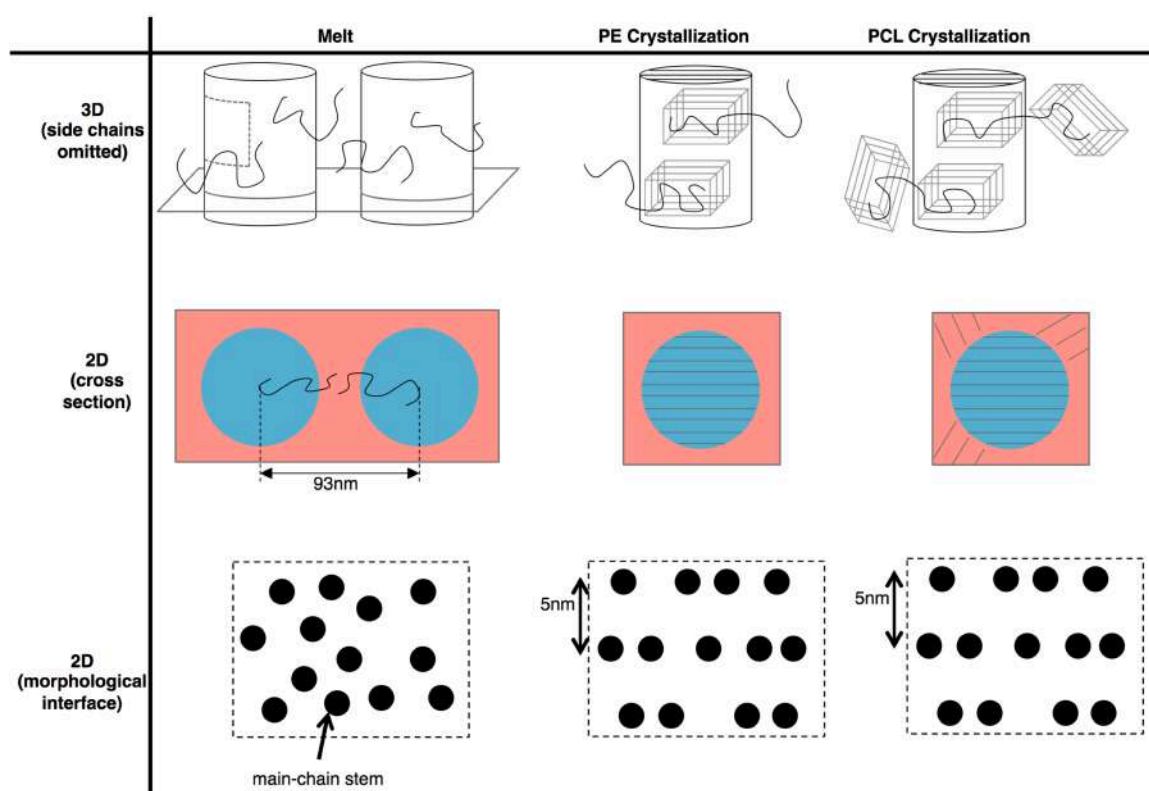 Melt
PE Crystallization
PCL Crystallization
3D
(side chains
omitted)
2D
(cross
section)
93nm
2D
(morphological
interface)
5nm
5nm
main-chain stem